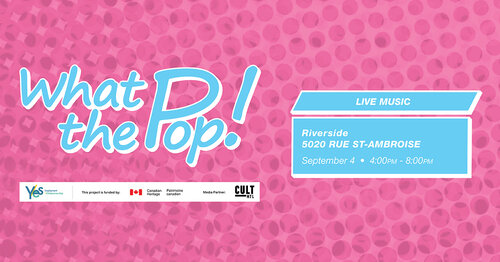 What
the Pop!
LIVE MUSIC
Riverside
5020 RUE ST-AMBROISE
September 4 • 4:00PM - 8:00PM
YES
This project is funded by:
Canadian Heritage
Patrimoine canadien
Media Partner:
CULT
MTL